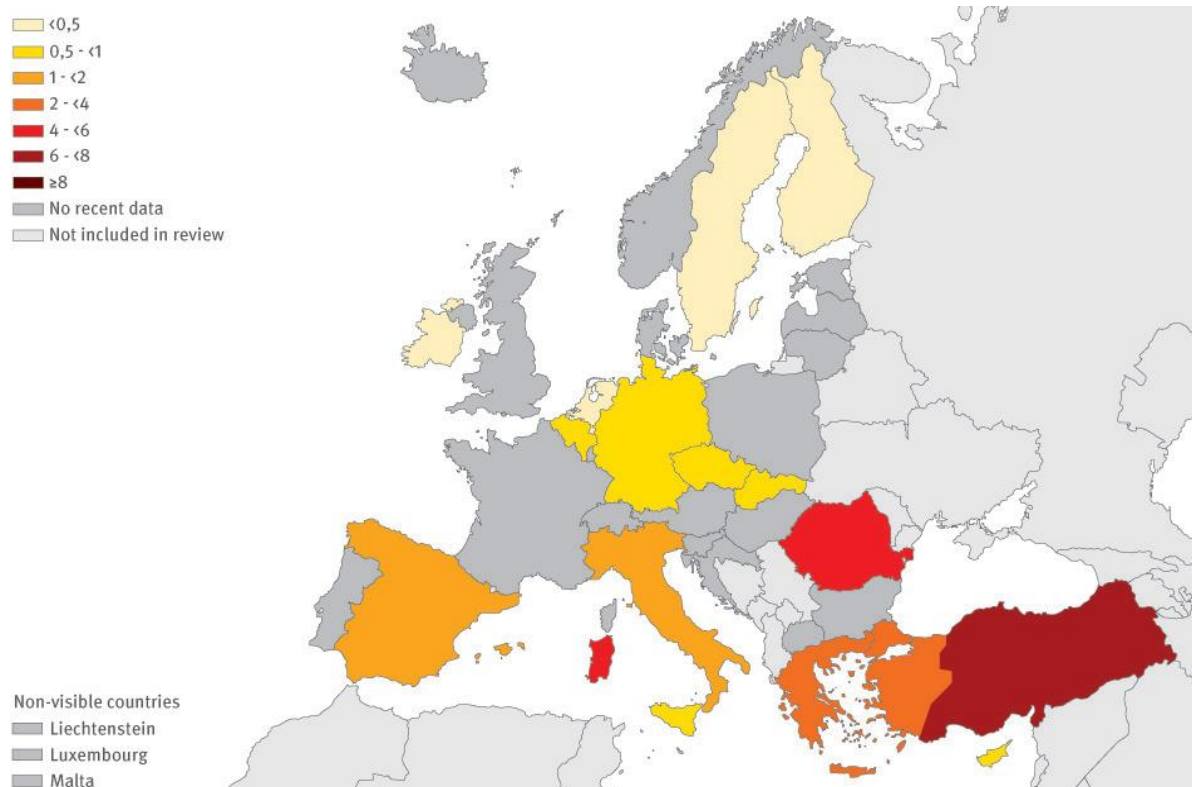 <0,5
0,5 - <1
1 - <2
2 - <4
4 - <6
6 - <8
≥8
No recent data
Not included in review
Non-visible countries
Liechtenstein
Luxembourg
Malta